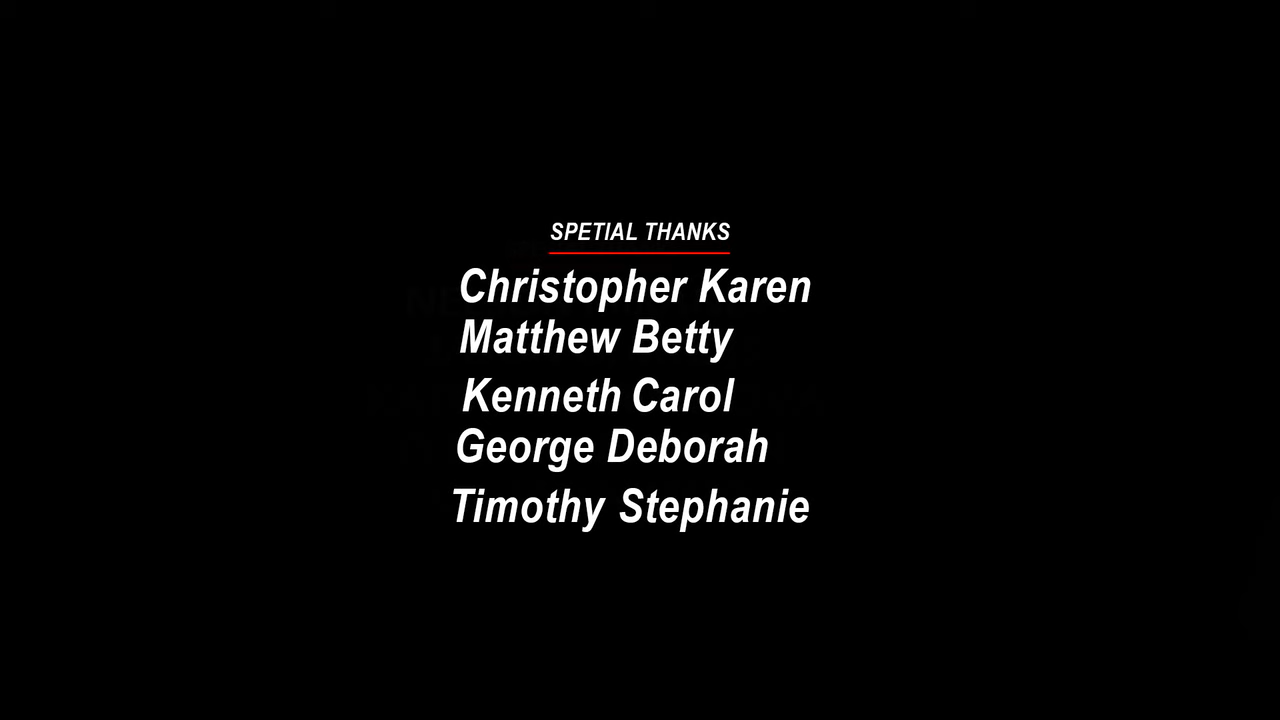 SPETIAL THANKS
Christopher Karen
Matthew Betty
Kenneth Carol
George Deborah
Timothy Stephanie